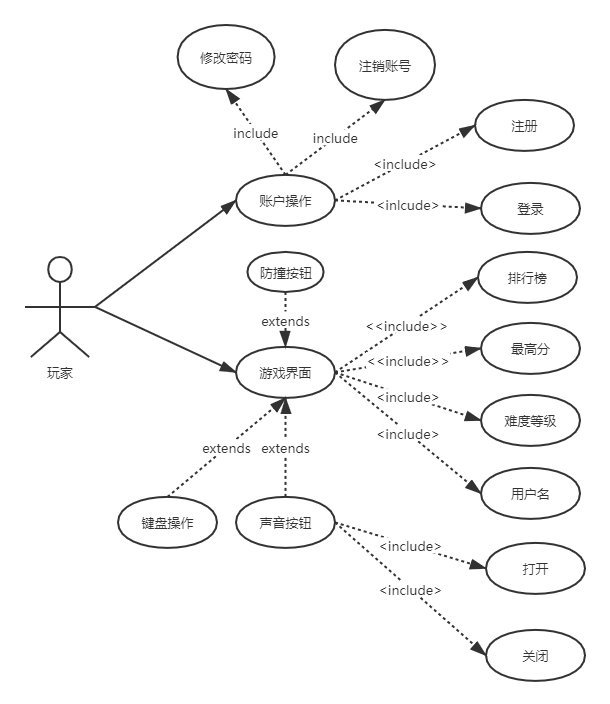 修改密码
注销账号
include
include
注册
<include>
账户操作
<inlcude>
登录
防撞按钮
排行榜
extends
<<include>>
最高分
<<include>>
玩家
游戏界面
<include>
难度等级
<include>
extends
extends
用户名
键盘操作
声音按钮
<include>
打开
<include>
关闭